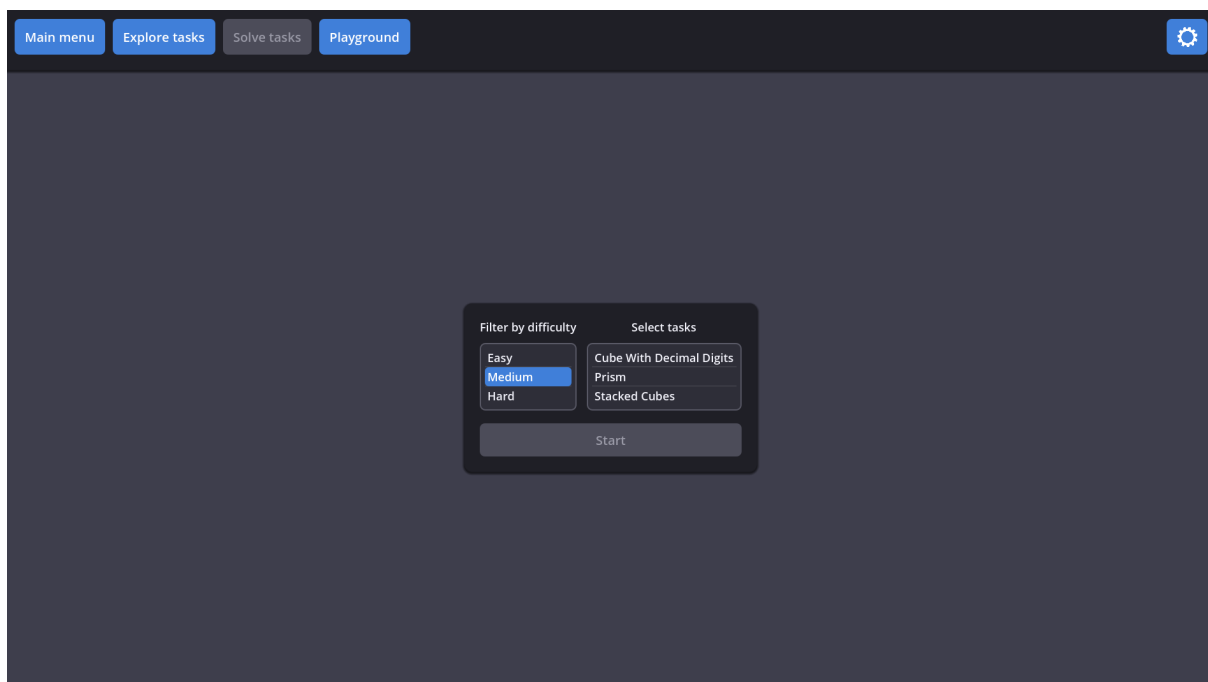 Main menu Explore tasks Solve tasks Playground
Filter by difficulty Select tasks
Easy Cube With Decimal Digits
Medium Prism
Hard Stacked Cubes
Start